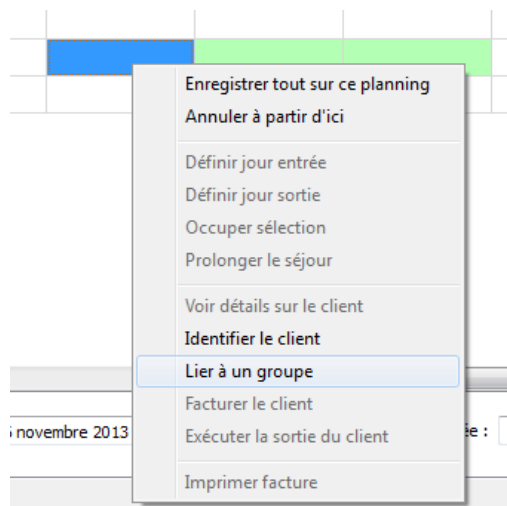 Enregistrer tout sur ce planning
Annuler à partir d'ici
Définir jour entrée
Définir jour sortie
Occuper sélection
Prolonger le séjour
Voir détails sur le client
Identifier le client
Lier à un groupe
Facturer le client
novembre 2013
Exécuter la sortie du client
Imprimer facture